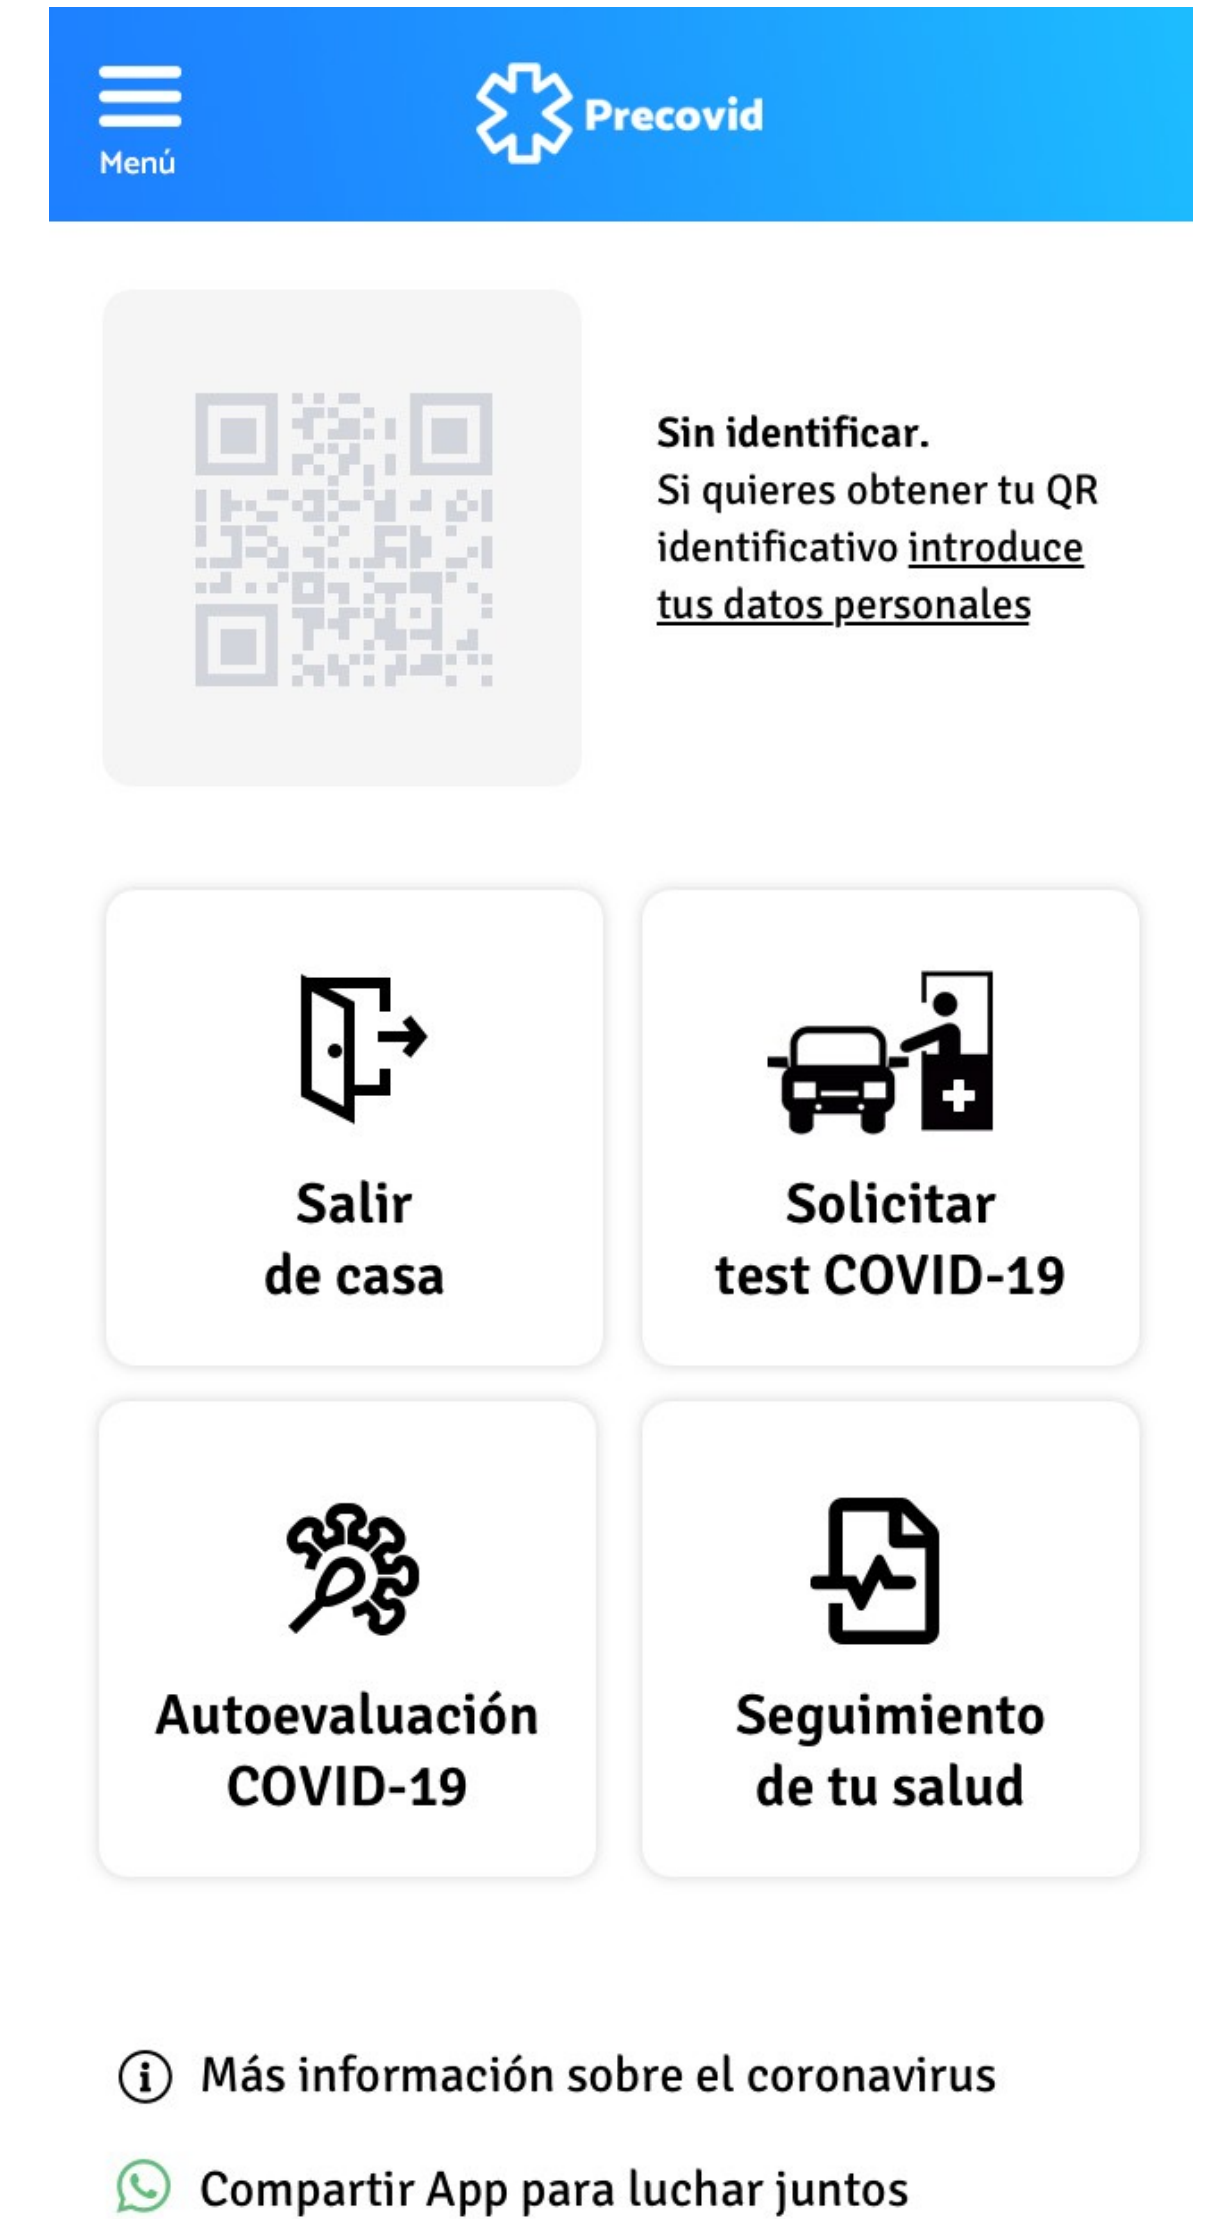 Menú
Precovid
Sin identificar.
Si quieres obtener tu QR
identificativo introduce
tus datos personales
Salir
de casa
Solicitar
test COVID-19
Autoevaluación
COVID-19
Seguimiento
de tu salud
Más información sobre el coronavirus
Compartir App para luchar juntos